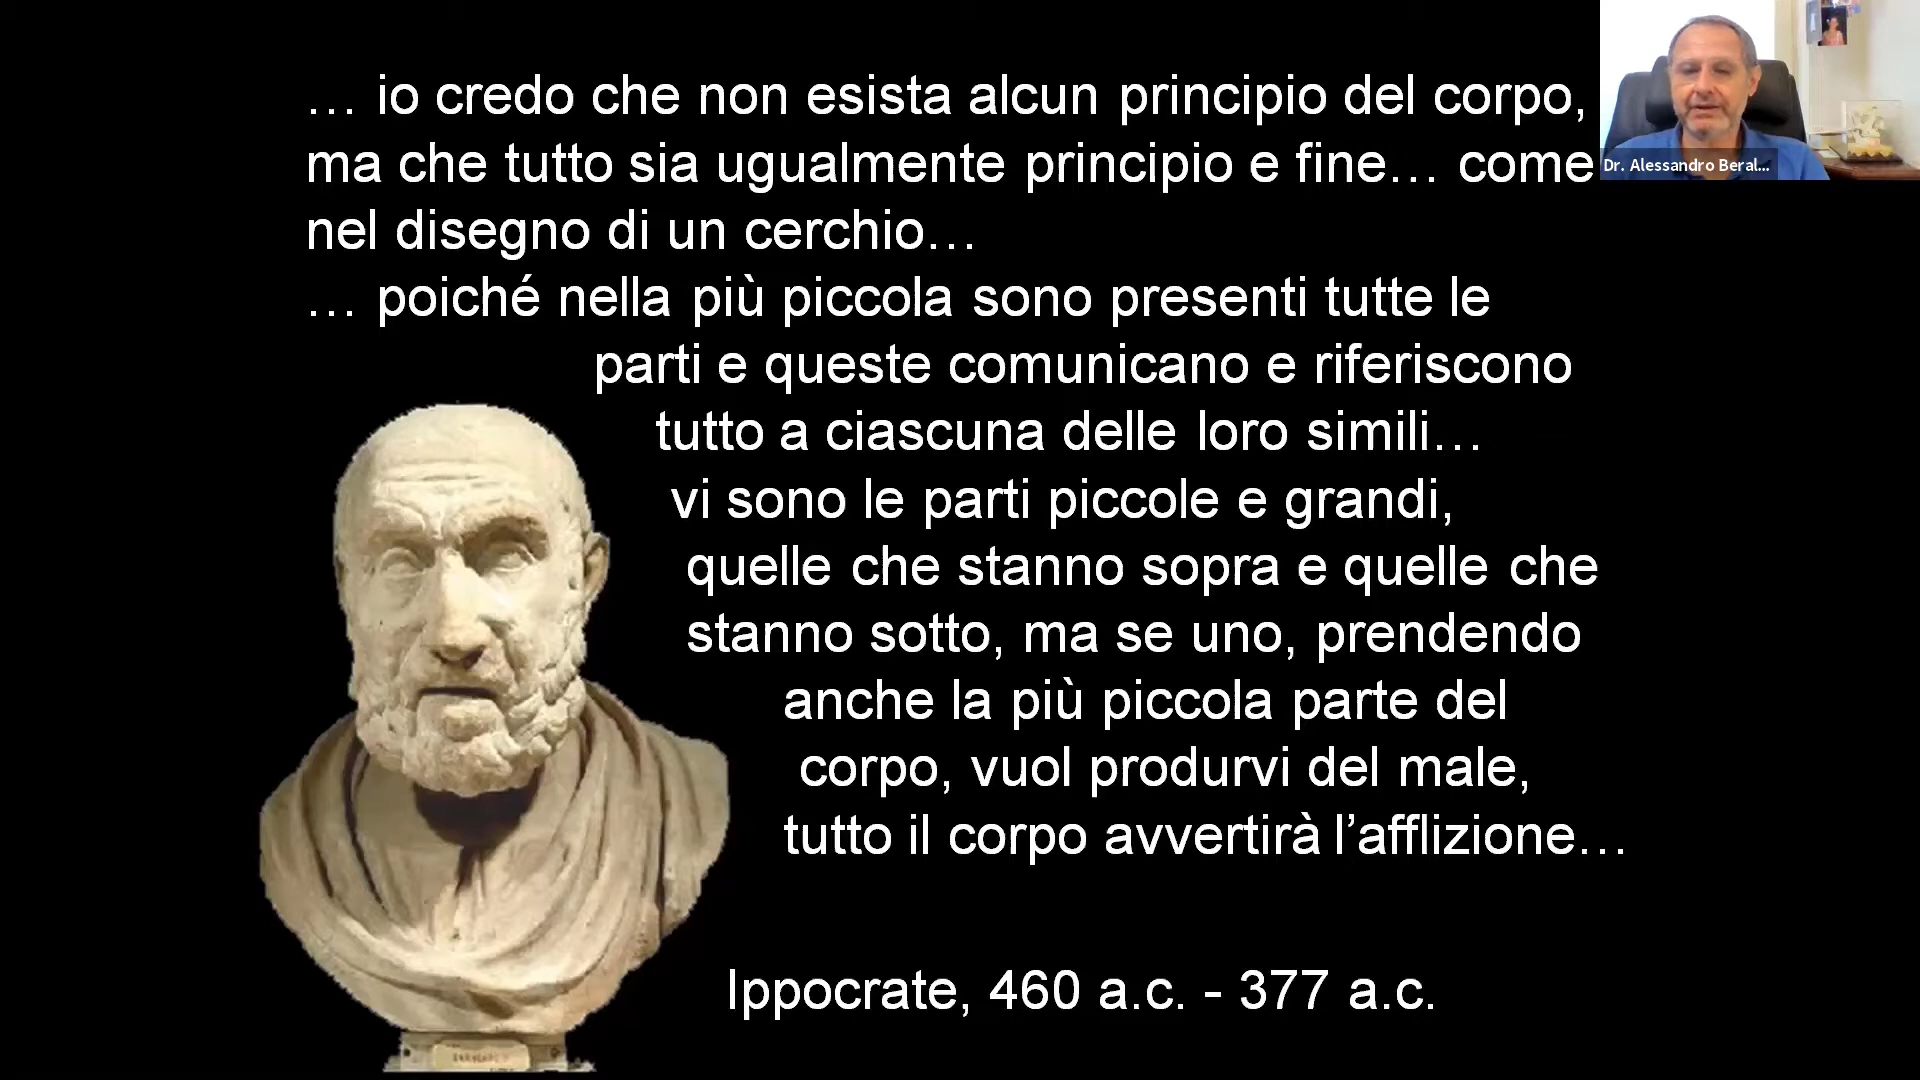 … io credo che non esista alcun principio del corpo,
ma che tutto sia ugualmente principio e fine… come
nel disegno di un cerchio…
… poiché nella più piccola sono presenti tutte le
parti e queste comunicano e riferiscono
tutto a ciascuna delle loro simili…
vi sono le parti piccole e grandi,
quelle che stanno sopra e quelle che
stanno sotto, ma se uno, prendendo
anche la più piccola parte del
corpo, vuol produrvi del male,
tutto il corpo avvertirà l’afflizione…
Ippocrate, 460 a.c. - 377 a.c.
Dr. Alessandro Beral...